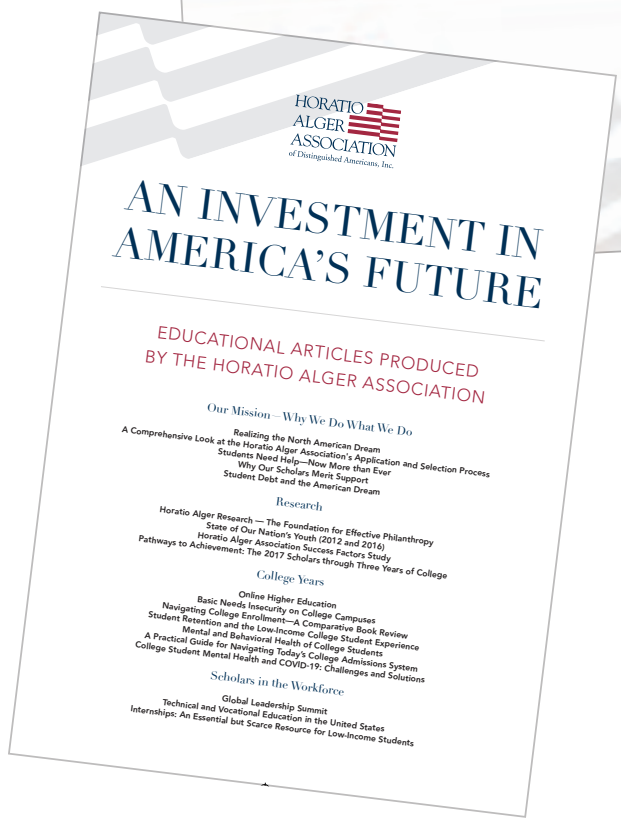 HORATIO
ALGER
ASSOCIATION
of Distinguished Americans, Inc.
AN INVESTMENT IN
AMERICA'S FUTURE
EDUCATIONAL ARTICLES PRODUCED
BY THE HORATIO ALGER ASSOCIATION
Our Mission—Why We Do What We Do
Realizing the North American Dream
A Comprehensive Look at the Horatio Alger Association's Application and Selection Process
Students Need Help—Now More than Ever
Why Our Scholars Merit Support
Student Debt and the American Dream
Research
Horatio Alger Research — The Foundation for Effective Philanthropy
State of Our Nation's Youth (2012 and 2016)
Horatio Alger Association Success Factors Study
Pathways to Achievement: The 2017 Scholars through Three Years of College
College Years
Online Higher Education
Basic Needs Insecurity on College Campuses
Navigating College Enrollment—A Comparative Book Review
Student Retention and the Low-Income College Student Experience
Mental and Behavioral Health of College Students
A Practical Guide for Navigating Today's College Admissions System
College Student Mental Health and COVID-19: Challenges and Solutions
Scholars in the Workforce
Global Leadership Summit
Technical and Vocational Education in the United States
Internships: An Essential but Scarce Resource for Low-Income Students